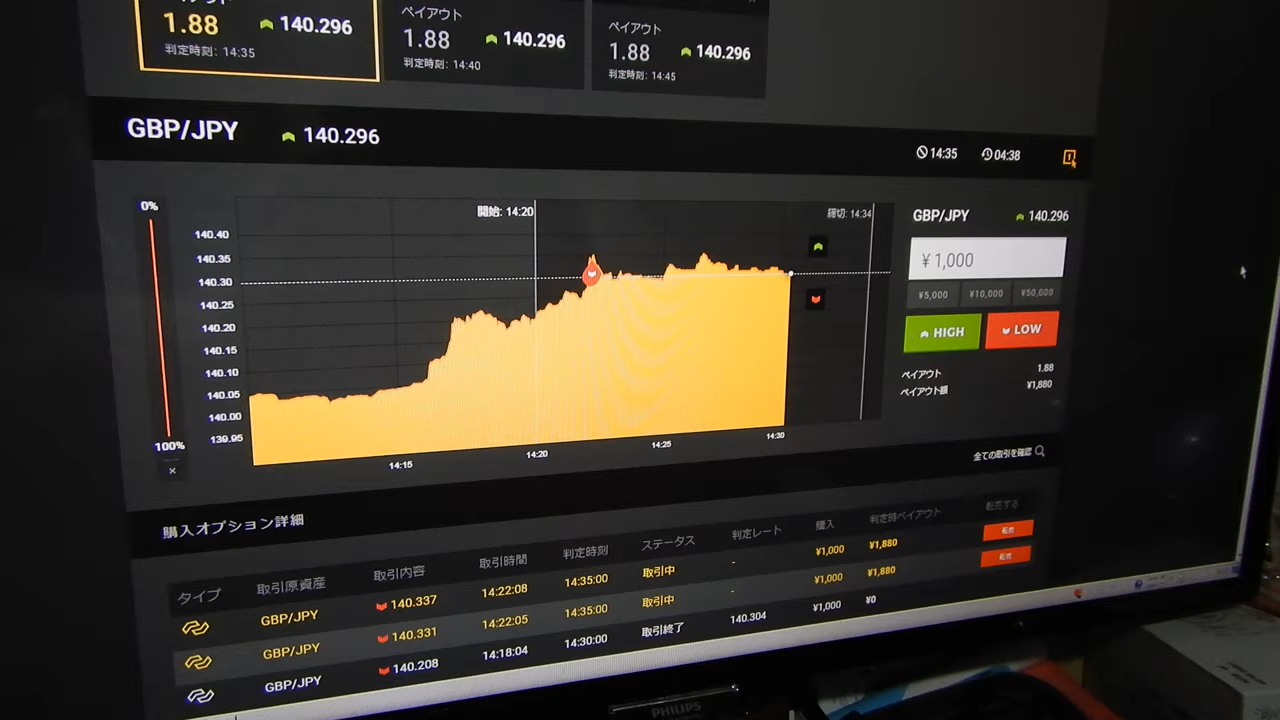 ペイアウト
1.88 140.296
判定時刻: 14:35
ペイアウト
1.88 140.296
判定時刻: 14:40
ペイアウト
1.88 140.296
判定時刻: 14:45
GBP/JPY 140.296
14:35 04:38
0%
100%
×
開始: 14:20
締切: 14:34
140.40
140.35
140.30
140.25
140.20
140.15
140.10
140.05
140.00
139.95
14:15 14:20 14:25 14:30
GBP/JPY 140.296
¥1,000
¥5,000 ¥10,000 ¥50,000
HIGH LOW
ペイアウト 1.88
ペイアウト額 ¥1,880
全ての取引を確認
購入オプション詳細
タイプ 取引原資産 取引内容 取引時間 判定時刻 ステータス 判定レート 購入 判定時ペイアウト 転売する
GBP/JPY 140.337 14:22:08 14:35:00 取引中 - ¥1,000 ¥1,880 転売
GBP/JPY 140.331 14:22:05 14:35:00 取引中 - ¥1,000 ¥1,880 転売
GBP/JPY 140.208 14:18:04 14:30:00 取引終了 140.304 ¥1,000 ¥0
PHILIPS